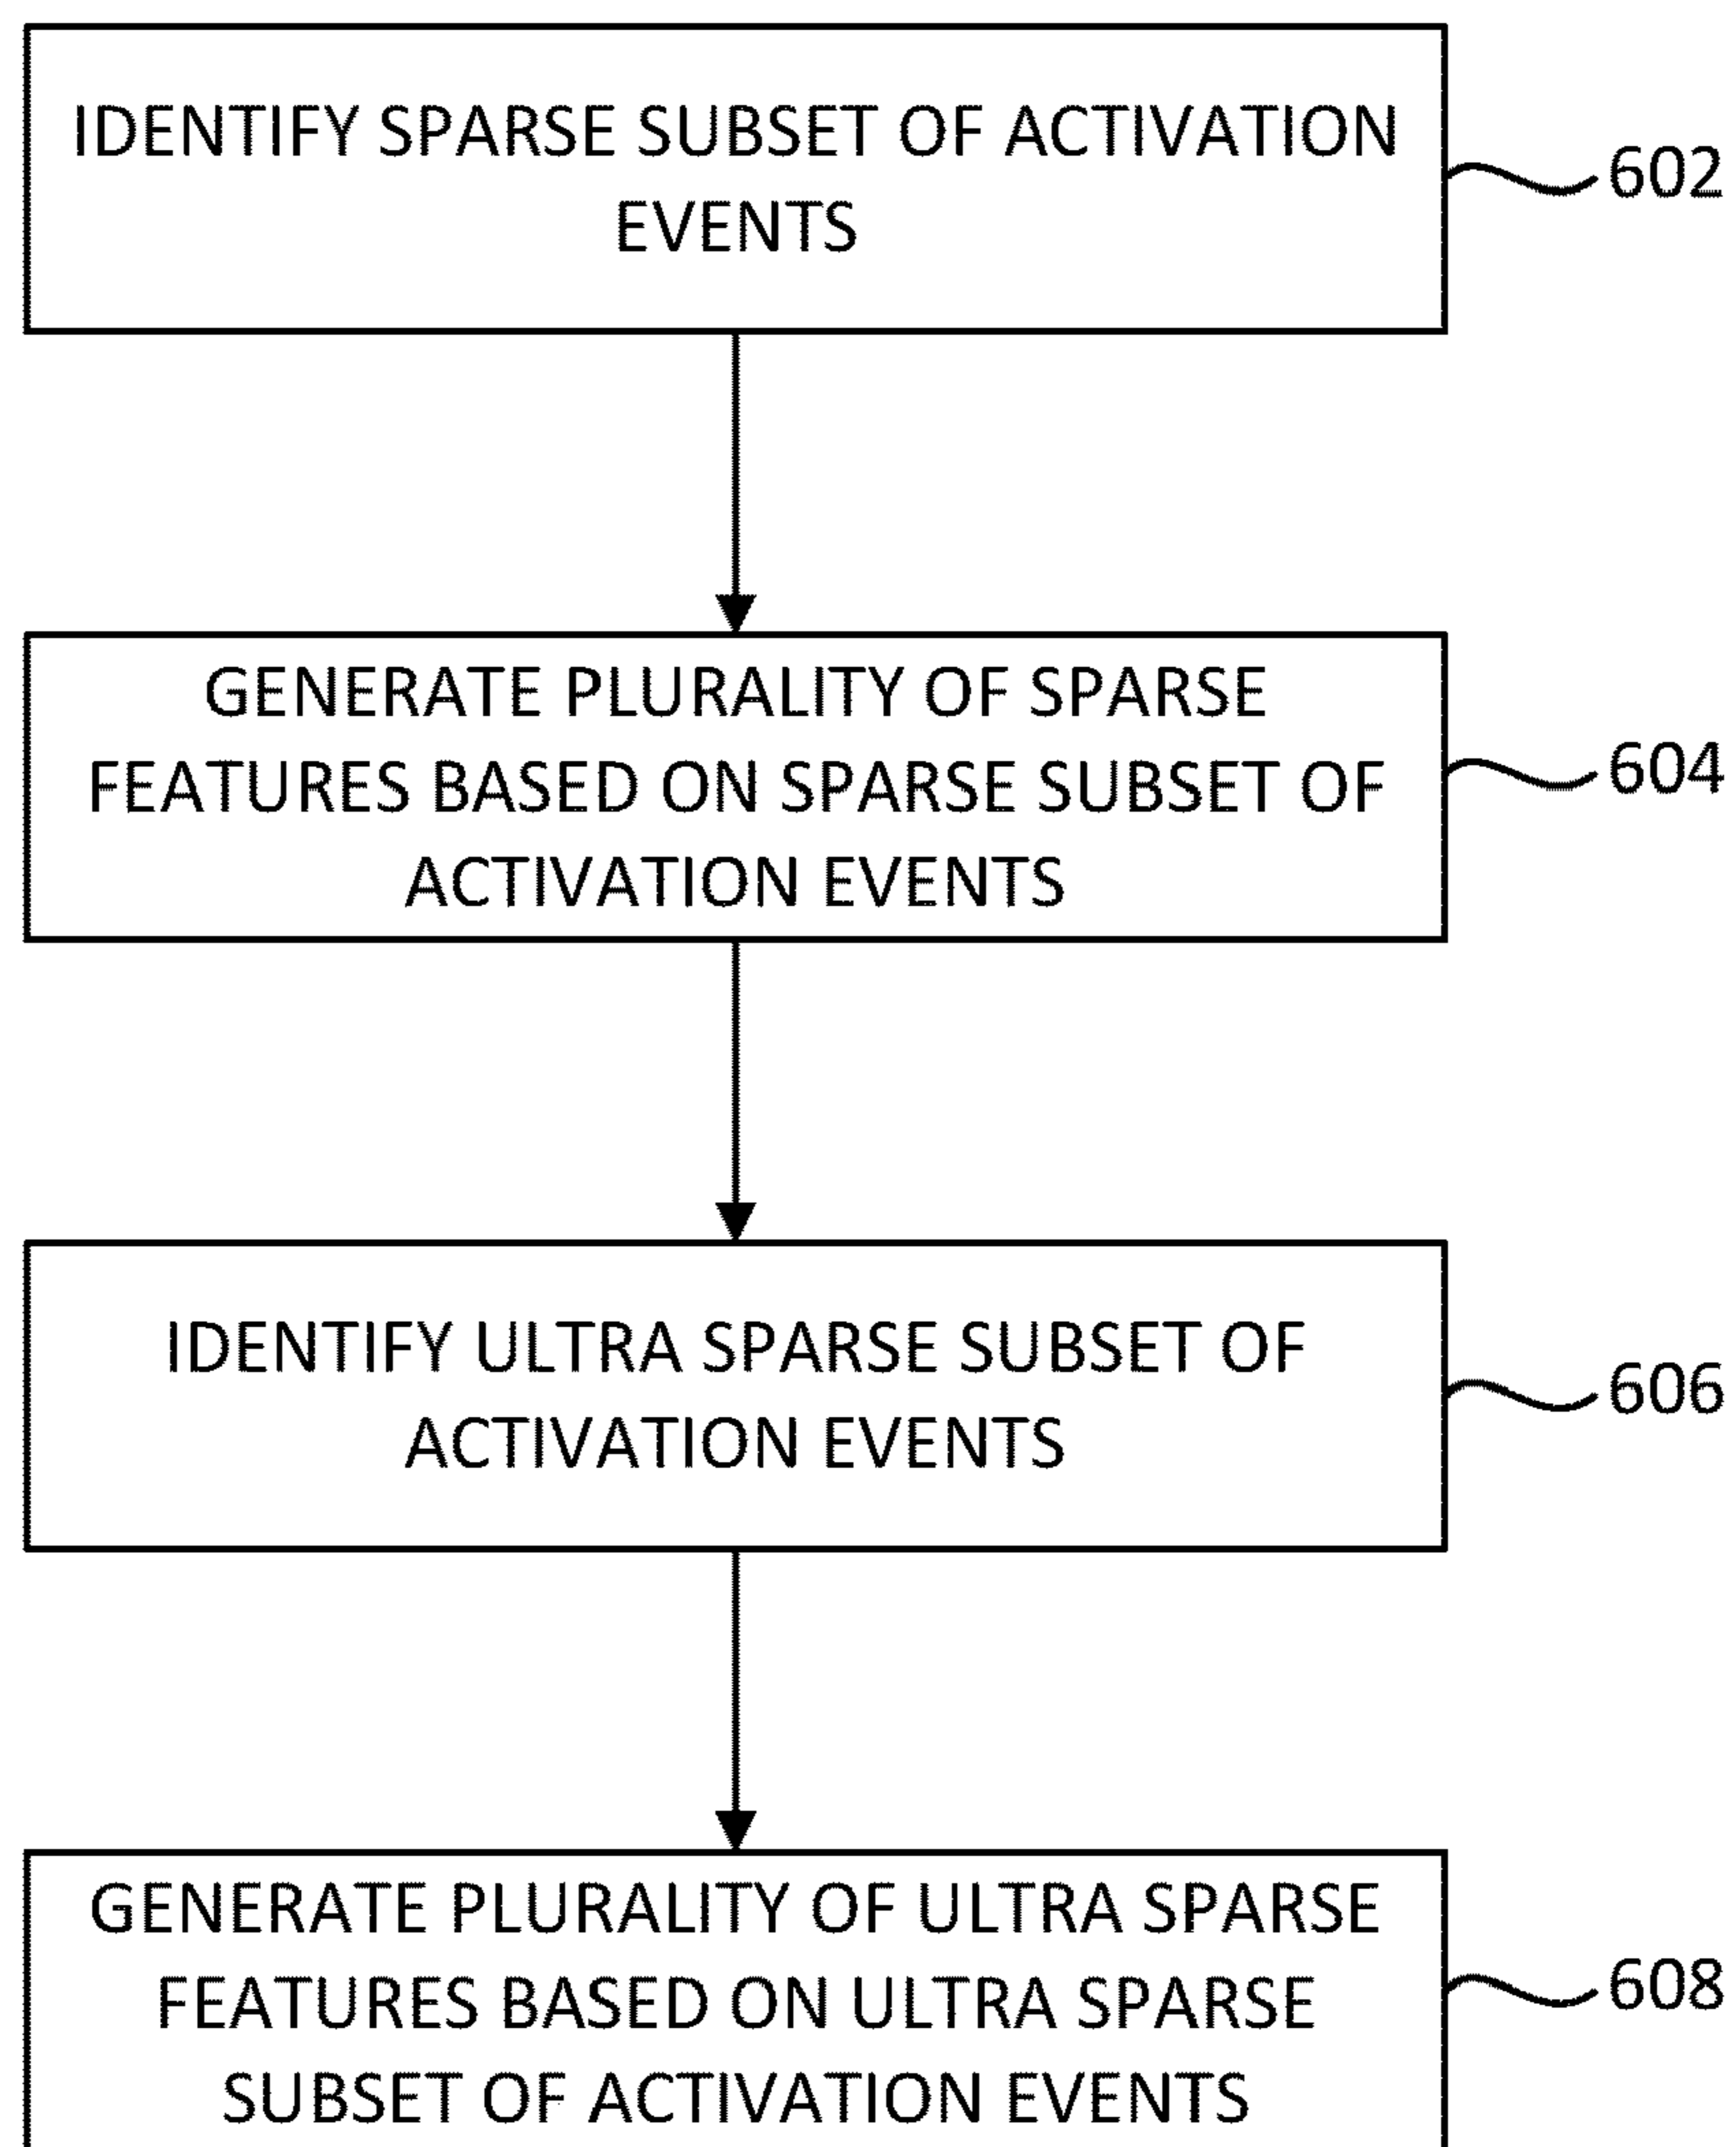 IDENTIFY SPARSE SUBSET OF ACTIVATION
EVENTS
602
GENERATE PLURALITY OF SPARSE
FEATURES BASED ON SPARSE SUBSET OF
ACTIVATION EVENTS
604
IDENTIFY ULTRA SPARSE SUBSET OF
ACTIVATION EVENTS
606
GENERATE PLURALITY OF ULTRA SPARSE
FEATURES BASED ON ULTRA SPARSE
SUBSET OF ACTIVATION EVENTS
608